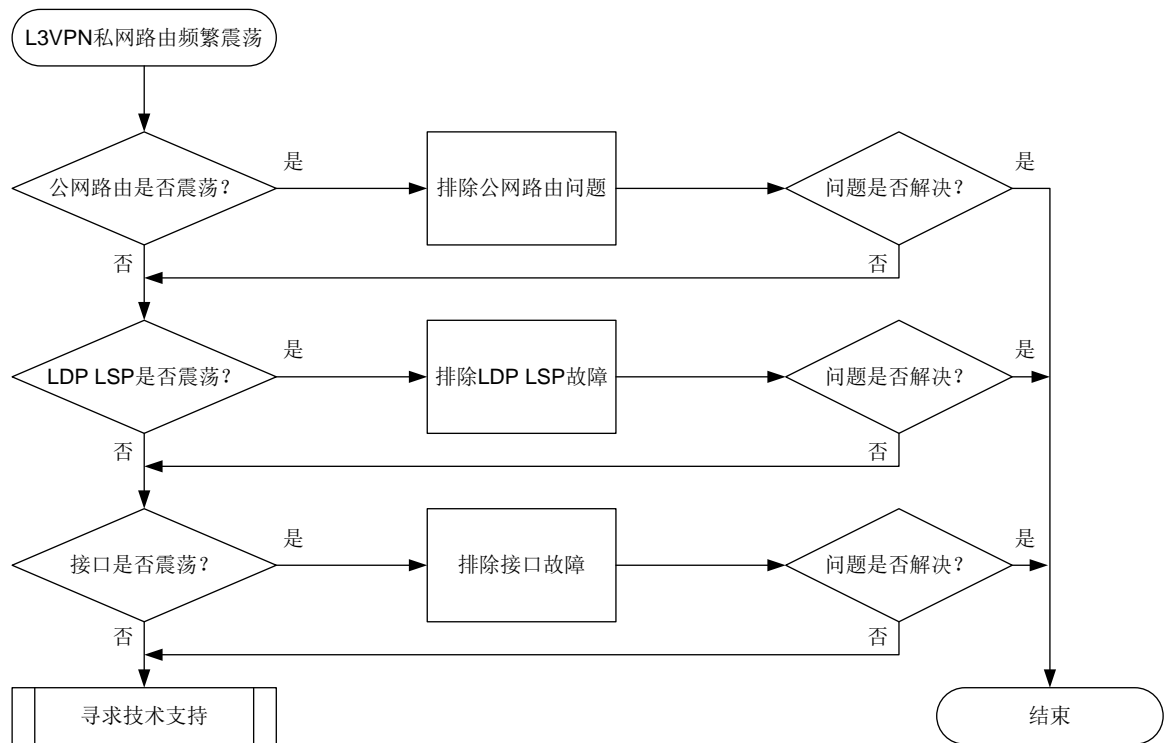 L3VPN私网路由频繁震荡
公网路由是否震荡？
是
排除公网路由问题
问题是否解决？
是
否
否
LDP LSP是否震荡？
是
排除LDP LSP故障
问题是否解决？
是
否
否
接口是否震荡？
是
排除接口故障
问题是否解决？
是
否
否
寻求技术支持
结束